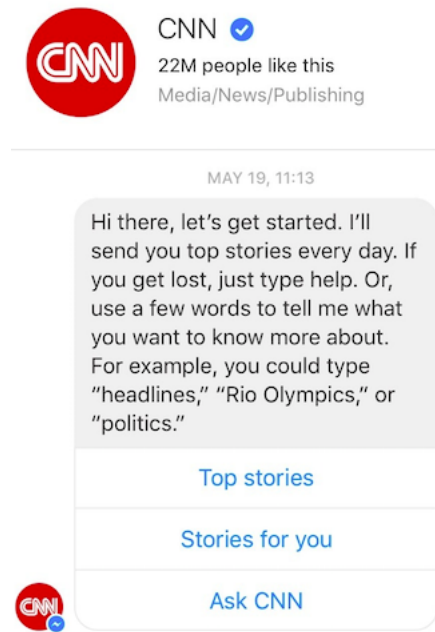 CNN
CNN
22M people like this
Media/News/Publishing
MAY 19, 11:13
Hi there, let’s get started. I’ll
send you top stories every day. If
you get lost, just type help. Or,
use a few words to tell me what
you want to know more about.
For example, you could type
“headlines,“ “Rio Olympics,“ or
“politics.”
Top stories
Stories for you
Ask CNN
CNN